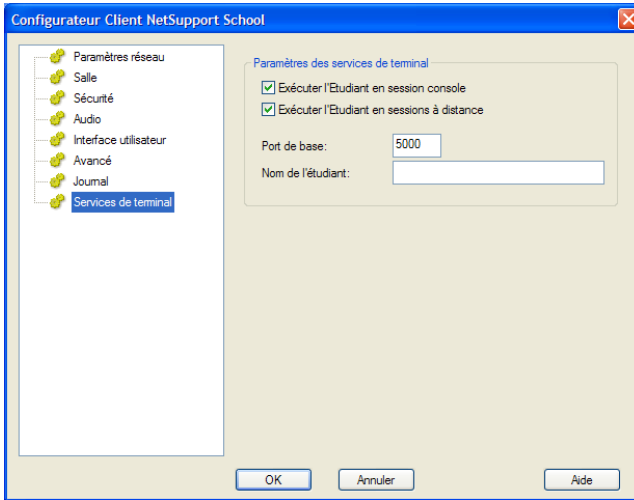 Configurateur Client NetSupport School
Paramètres réseau
Salle
Sécurité
Audio
Interface utilisateur
Avancé
Journal
Services de terminal
Paramètres des services de terminal
Exécuter l'Etudiant en session console
Exécuter l'Etudiant en sessions à distance
Port de base: 5000
Nom de l'étudiant:
OK Annuler Aide